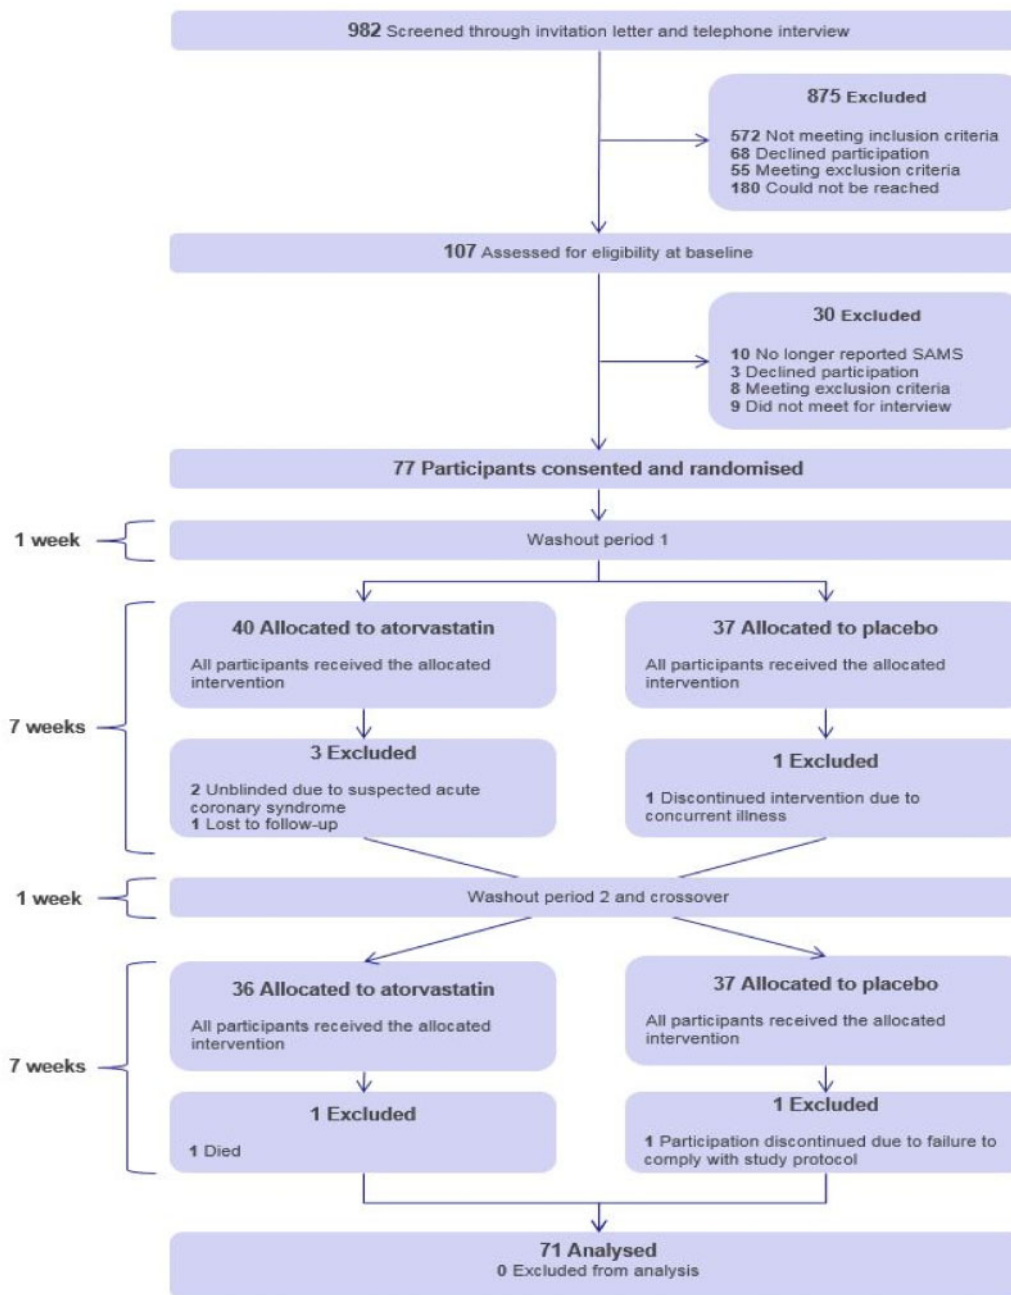 982 Screened through invitation letter and telephone interview
875 Excluded
572 Not meeting inclusion criteria
68 Declined participation
55 Meeting exclusion criteria
180 Could not be reached
107 Assessed for eligibility at baseline
30 Excluded
10 No longer reported SAMS
3 Declined participation
8 Meeting exclusion criteria
9 Did not meet for interview
77 Participants consented and randomised
1 week
Washout period 1
7 weeks
40 Allocated to atorvastatin
All participants received the allocated
intervention
37 Allocated to placebo
All participants received the allocated
intervention
3 Excluded
2 Unblinded due to suspected acute
coronary syndrome
1 Lost to follow-up
1 Excluded
1 Discontinued intervention due to
concurrent illness
1 week
Washout period 2 and crossover
7 weeks
36 Allocated to atorvastatin
All participants received the allocated
intervention
37 Allocated to placebo
All participants received the allocated
intervention
1 Excluded
1 Died
1 Excluded
1 Participation discontinued due to failure to
comply with study protocol
71 Analysed
0 Excluded from analysis